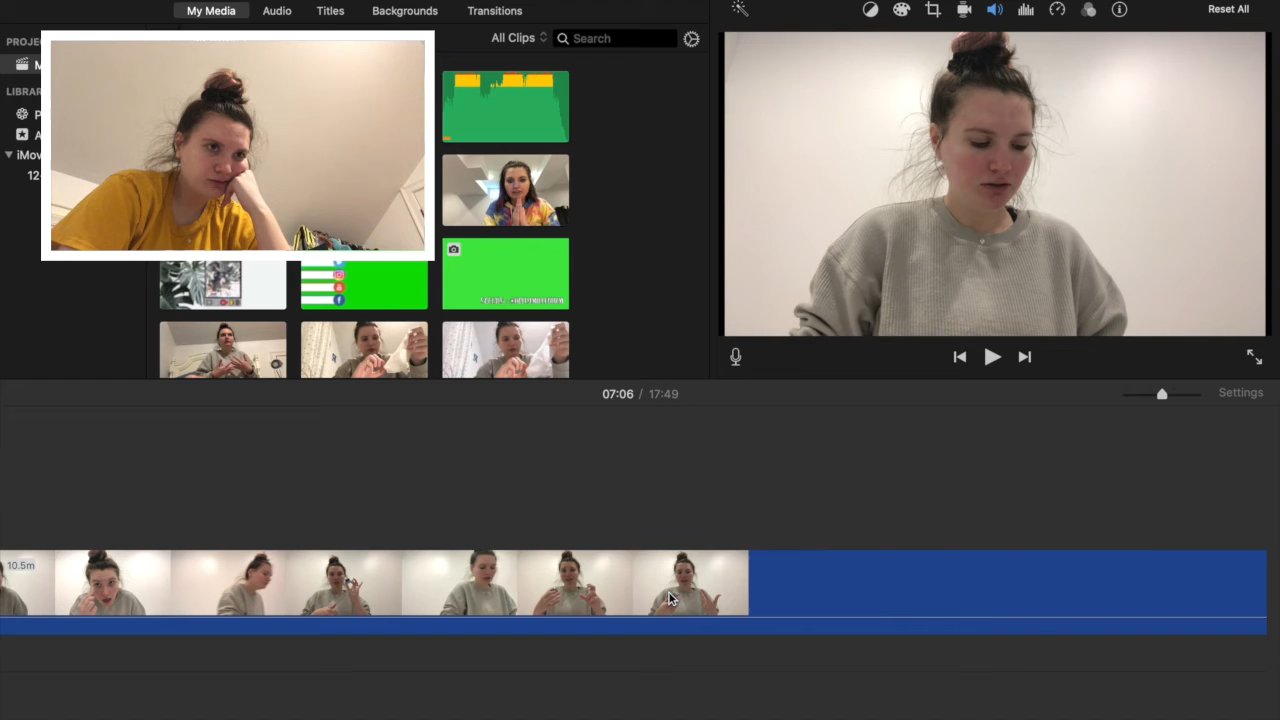 My Media Audio Titles Backgrounds Transitions
Reset All
PROJEC
All Clips Search
M
LIBRAR
P
A
iMov
12
07:06 / 17:49
Settings
10.5m